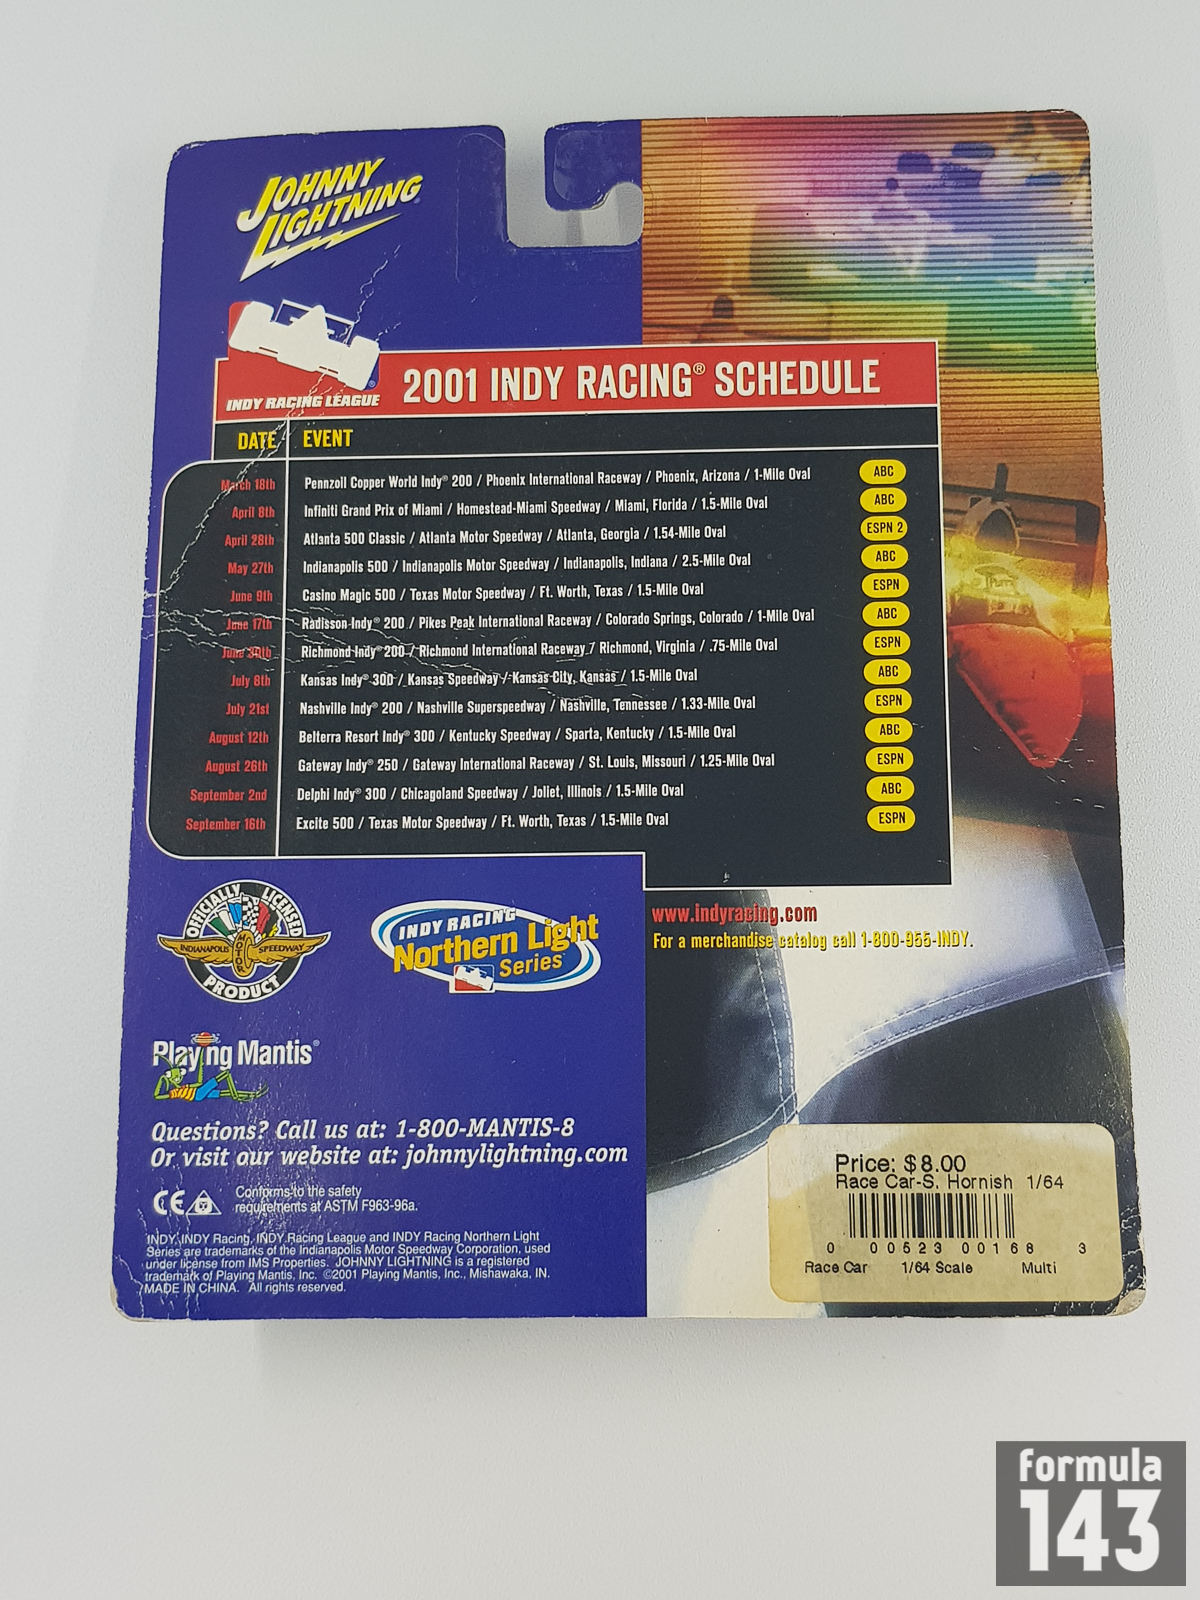 JOHNNY
LIGHTNING®
INDY RACING LEAGUE
2001 INDY RACING® SCHEDULE
DATE EVENT
March 18th Pennzoil Copper World Indy® 200 / Phoenix International Raceway / Phoenix, Arizona / 1-Mile Oval ABC
April 8th Infiniti Grand Prix of Miami / Homestead-Miami Speedway / Miami, Florida / 1.5-Mile Oval ABC
April 28th Atlanta 500 Classic / Atlanta Motor Speedway / Atlanta, Georgia / 1.54-Mile Oval ESPN 2
May 27th Indianapolis 500 / Indianapolis Motor Speedway / Indianapolis, Indiana / 2.5-Mile Oval ABC
June 9th Casino Magic 500 / Texas Motor Speedway / Ft. Worth, Texas / 1.5-Mile Oval ESPN
June 17th Radisson Indy® 200 / Pikes Peak International Raceway / Colorado Springs, Colorado / 1-Mile Oval ABC
June 30th Richmond Indy® 200 / Richmond International Raceway / Richmond, Virginia / .75-Mile Oval ESPN
July 8th Kansas Indy® 300 / Kansas Speedway / Kansas City, Kansas / 1.5-Mile Oval ABC
July 21st Nashville Indy® 200 / Nashville Superspeedway / Nashville, Tennessee / 1.33-Mile Oval ESPN
August 12th Belterra Resort Indy® 300 / Kentucky Speedway / Sparta, Kentucky / 1.5-Mile Oval ABC
August 26th Gateway Indy® 250 / Gateway International Raceway / St. Louis, Missouri / 1.25-Mile Oval ESPN
September 2nd Delphi Indy® 300 / Chicagoland Speedway / Joliet, Illinois / 1.5-Mile Oval ABC
September 16th Excite 500 / Texas Motor Speedway / Ft. Worth, Texas / 1.5-Mile Oval ESPN
OFFICIALLY LICENSED
INDIANAPOLIS MOTOR SPEEDWAY
PRODUCT
INDY RACING
Northern Light
Series
www.indyracing.com
For a merchandise catalog call 1-800-955-INDY.
Playing Mantis®
Questions? Call us at: 1-800-MANTIS-8
Or visit our website at: johnnylightning.com
CE Conforms to the safety
requirements at ASTM F963-96a.
INDY, INDY Racing, INDY Racing League and INDY Racing Northern Light
Series are trademarks of the Indianapolis Motor Speedway Corporation, used
under license from IMS Properties. JOHNNY LIGHTNING is a registered
trademark of Playing Mantis, Inc. ©2001 Playing Mantis, Inc., Mishawaka, IN.
MADE IN CHINA. All rights reserved.
Price: $8.00
Race Car-S. Hornish 1/64
0 00523 00168 3
Race Car 1/64 Scale Multi
formula
143